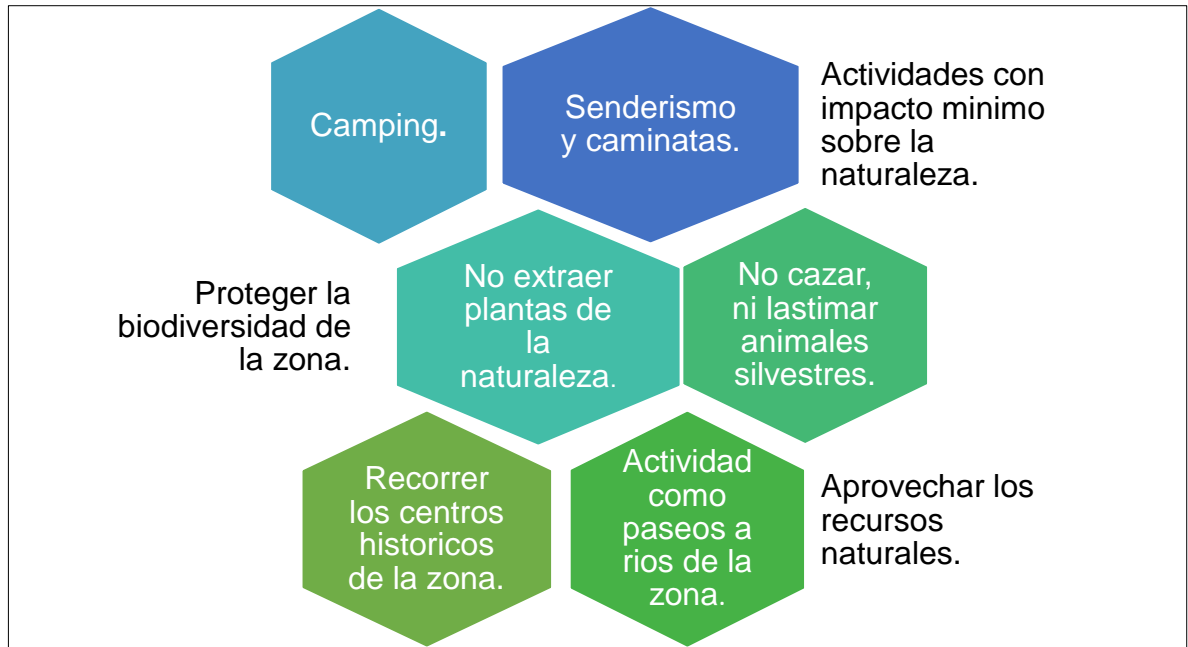 Camping.
Senderismo
y caminatas.
Actividades con
impacto minimo
sobre la
naturaleza.
Proteger la
biodiversidad de
la zona.
No extraer
plantas de
la
naturaleza.
No cazar,
ni lastimar
animales
silvestres.
Recorrer
los centros
historicos
de la zona.
Actividad
como
paseos a
rios de la
zona.
Aprovechar los
recursos
naturales.